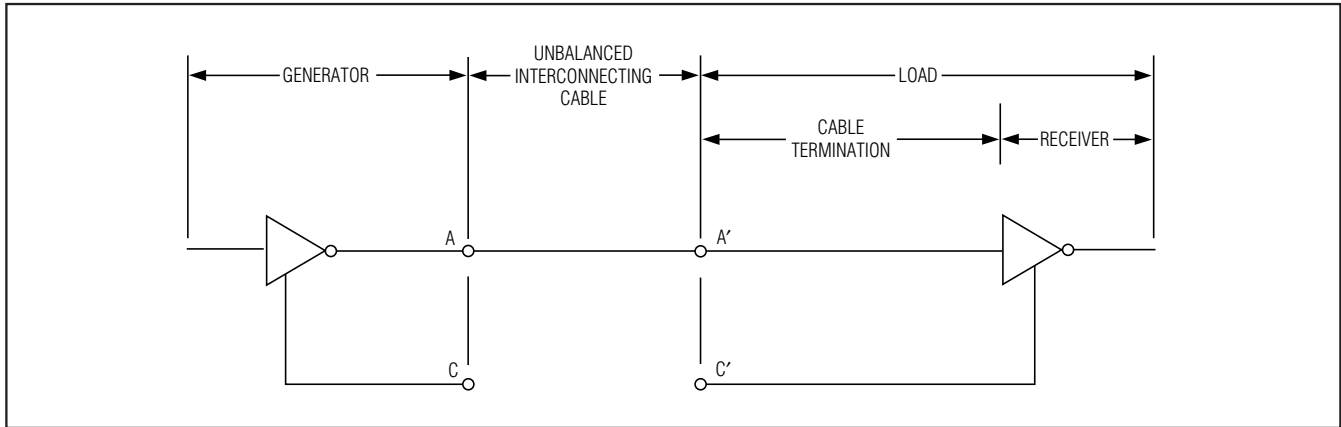 GENERATOR
UNBALANCED
INTERCONNECTING
CABLE
LOAD
CABLE
TERMINATION
RECEIVER
A
A′
C
C′